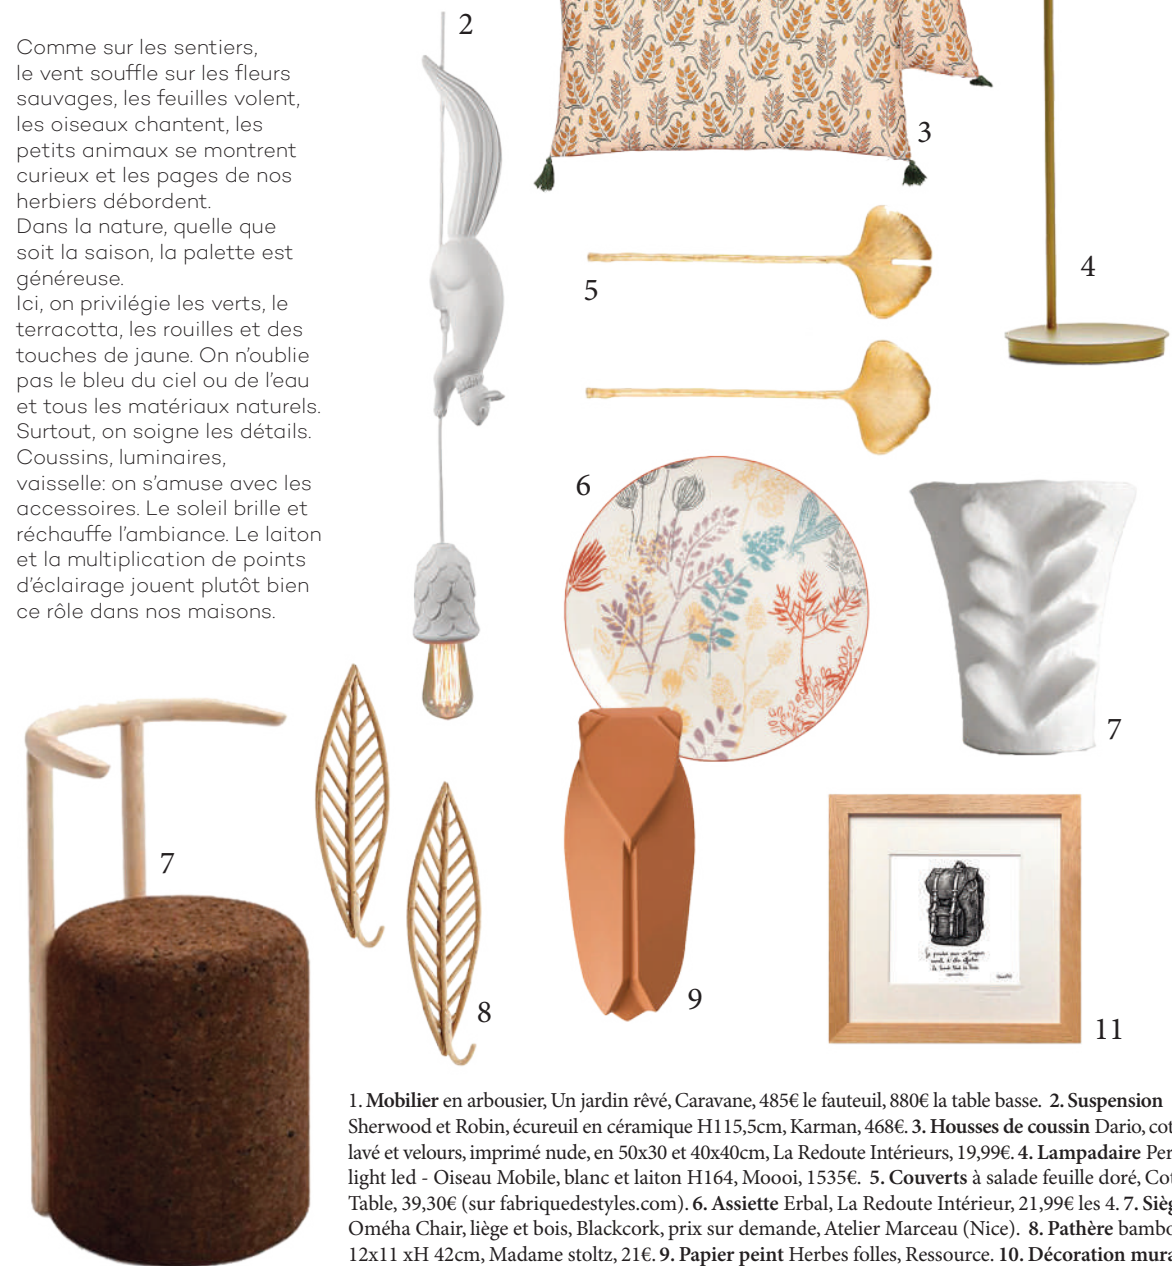 Comme sur les sentiers,
le vent souffle sur les fleurs
sauvages, les feuilles volent,
les oiseaux chantent, les
petits animaux se montrent
curieux et les pages de nos
herbiers débordent.
Dans la nature, quelle que
soit la saison, la palette est
généreuse.
Ici, on privilégie les verts, le
terracotta, les rouilles et des
touches de jaune. On n’oublie
pas le bleu du ciel ou de l’eau
et tous les matériaux naturels.
Surtout, on soigne les détails.
Coussins, luminaires,
vaisselle: on s’amuse avec les
accessoires. Le soleil brille et
réchauffe l’ambiance. Le laiton
et la multiplication de points
d’éclairage jouent plutôt bien
ce rôle dans nos maisons.
2
3
4
5
6
7
7
8
9
11
1. Mobilier en arbousier, Un jardin rêvé, Caravane, 485€ le fauteuil, 880€ la table basse. 2. Suspension
Sherwood et Robin, écureuil en céramique H115,5cm, Karman, 468€. 3. Housses de coussin Dario, cot
lavé et velours, imprimé nude, en 50x30 et 40x40cm, La Redoute Intérieurs, 19,99€. 4. Lampadaire Per
light led - Oiseau Mobile, blanc et laiton H164, Moooi, 1535€. 5. Couverts à salade feuille doré, Cot
Table, 39,30€ (sur fabriquedestyles.com). 6. Assiette Erbal, La Redoute Intérieur, 21,99€ les 4. 7. Sièg
Oméha Chair, liège et bois, Blackcork, prix sur demande, Atelier Marceau (Nice). 8. Pathère bambo
12x11 xH 42cm, Madame stoltz, 21€. 9. Papier peint Herbes folles, Ressource. 10. Décoration mura